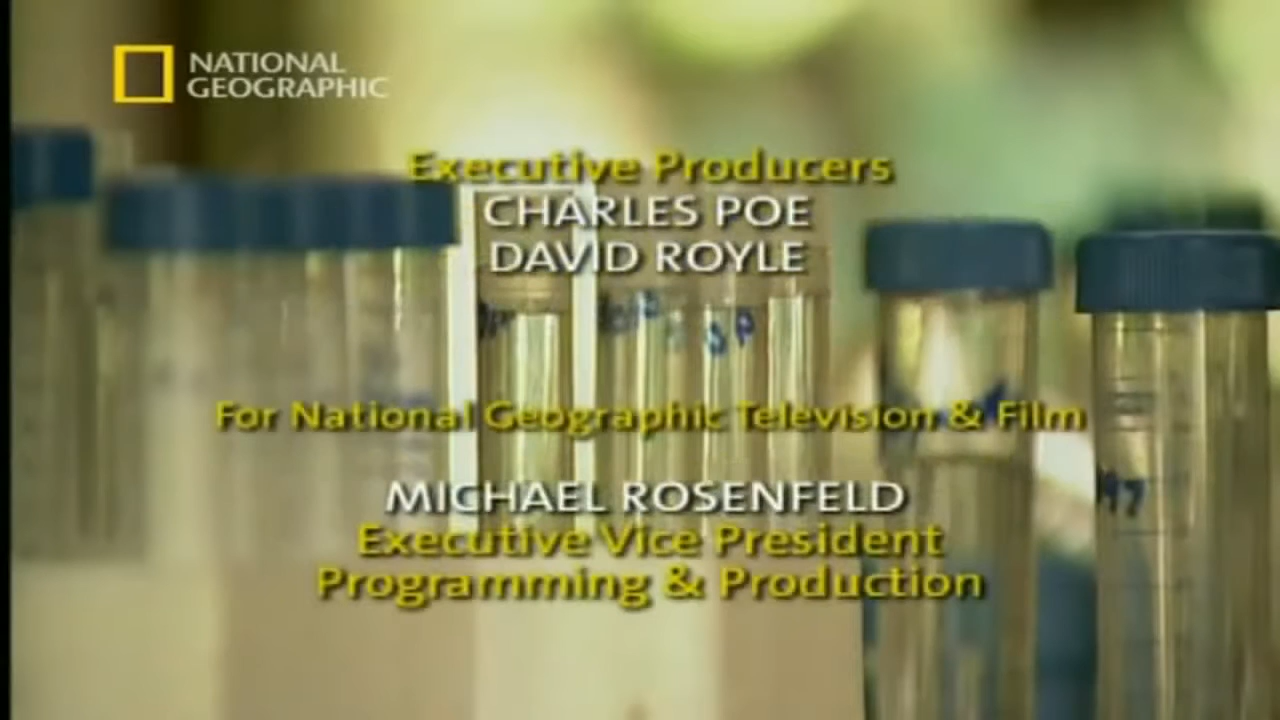 NATIONAL
GEOGRAPHIC
Executive Producers
CHARLES POE
DAVID ROYLE
For National Geographic Television & Film
MICHAEL ROSENFELD
Executive Vice President
Programming & Production